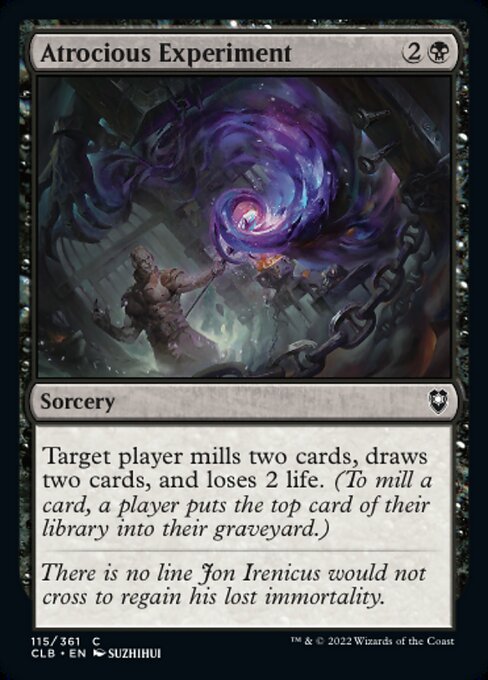 Atrocious Experiment 2
Sorcery
Target player mills two cards, draws
two cards, and loses 2 life. (To mill a
card, a player puts the top card of their
library into their graveyard.)
There is no line Jon Irenicus would not
cross to regain his lost immortality.
115/361 C
CLB • EN SUZHIHUI
™ & © 2022 Wizards of the Coast